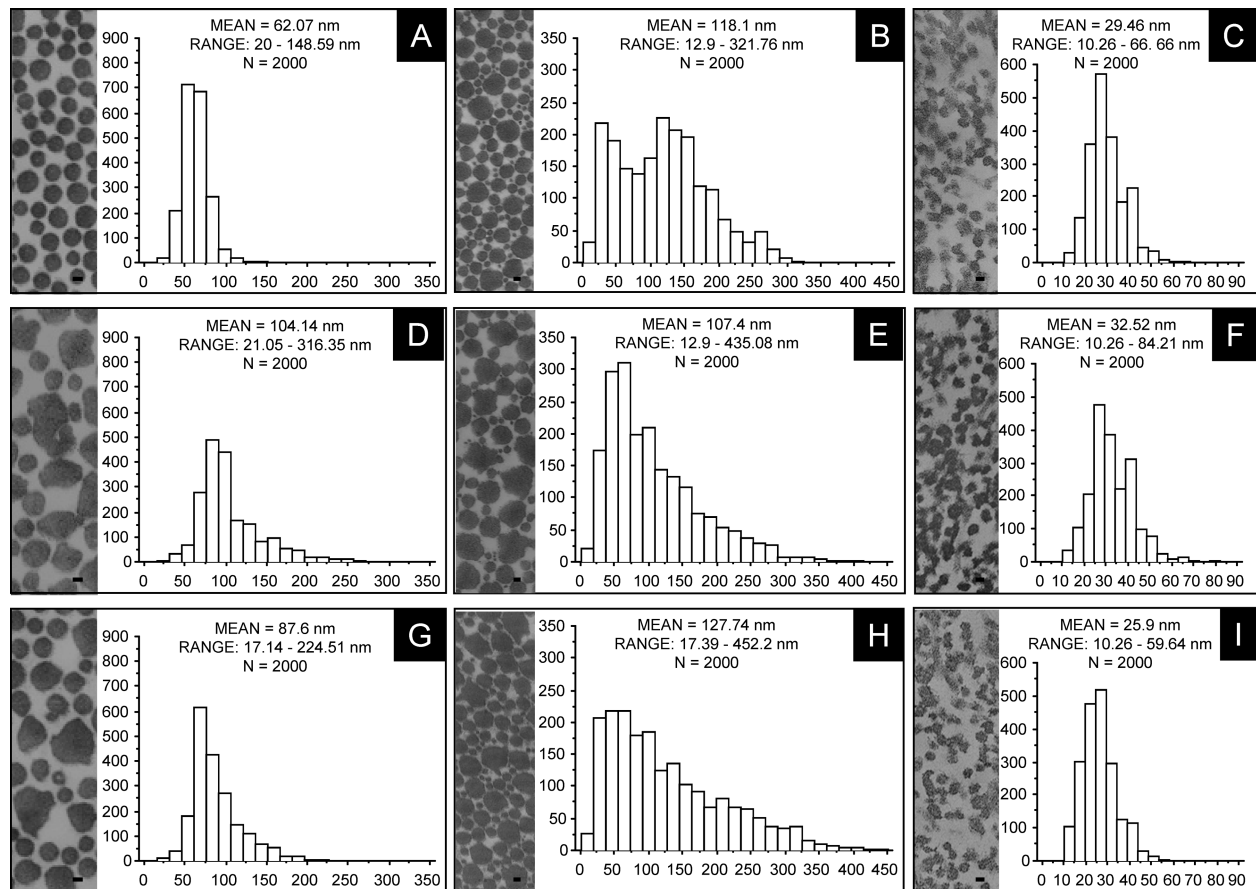 MEAN = 62.07 nm
RANGE: 20 - 148.59 nm
N = 2000
A
900
800
700
600
500
400
300
200
100
0
0 50 100 150 200 250 300 350
MEAN = 118.1 nm
RANGE: 12.9 - 321.76 nm
N = 2000
B
350
300
250
200
150
100
50
0
0 50 100 150 200 250 300 350 400 450
MEAN = 29.46 nm
RANGE: 10.26 - 66. 66 nm
N = 2000
C
600
500
400
300
200
100
0
0 10 20 30 40 50 60 70 80 90
MEAN = 104.14 nm
RANGE: 21.05 - 316.35 nm
N = 2000
D
900
800
700
600
500
400
300
200
100
0
0 50 100 150 200 250 300 350
MEAN = 107.4 nm
RANGE: 12.9 - 435.08 nm
N = 2000
E
350
300
250
200
150
100
50
0
0 50 100 150 200 250 300 350 400 450
MEAN = 32.52 nm
RANGE: 10.26 - 84.21 nm
N = 2000
F
600
500
400
300
200
100
0
0 10 20 30 40 50 60 70 80 90
MEAN = 87.6 nm
RANGE: 17.14 - 224.51 nm
N = 2000
G
900
800
700
600
500
400
300
200
100
0
0 50 100 150 200 250 300 350
MEAN = 127.74 nm
RANGE: 17.39 - 452.2 nm
N = 2000
H
350
300
250
200
150
100
50
0
0 50 100 150 200 250 300 350 400 450
MEAN = 25.9 nm
RANGE: 10.26 - 59.64 nm
N = 2000
I
600
500
400
300
200
100
0
0 10 20 30 40 50 60 70 80 90